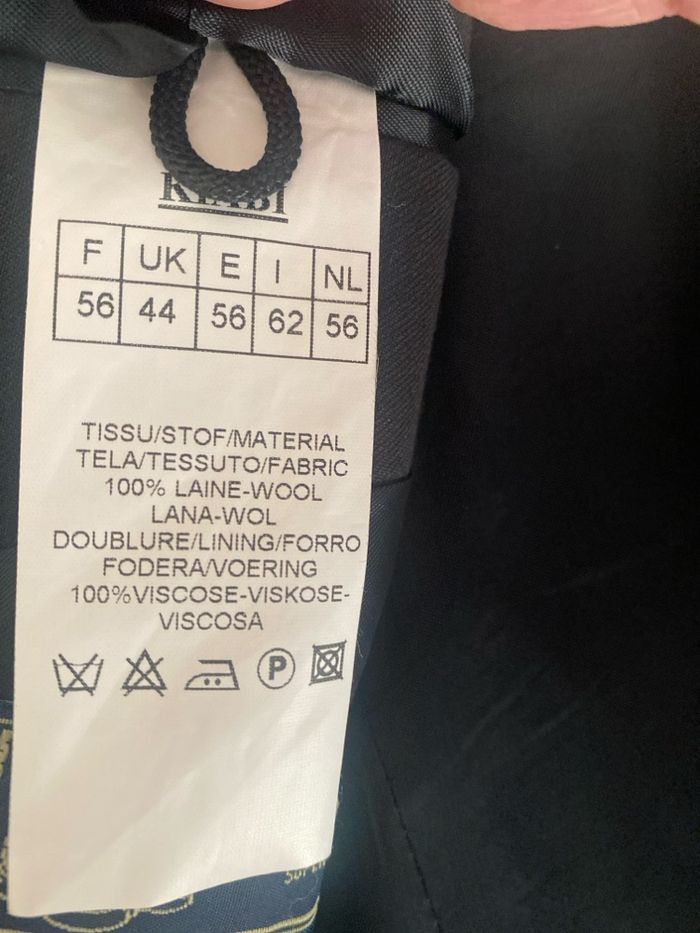 F UK E I NL
56 44 56 62 56
TISSU/STOF/MATERIAL
TELA/TESSUTO/FABRIC
100% LAINE-WOOL
LANA-WOL
DOUBLURE/LINING/FORRO
FODERA/VOERING
100%VISCOSE-VISKOSE-
VISCOSA
P